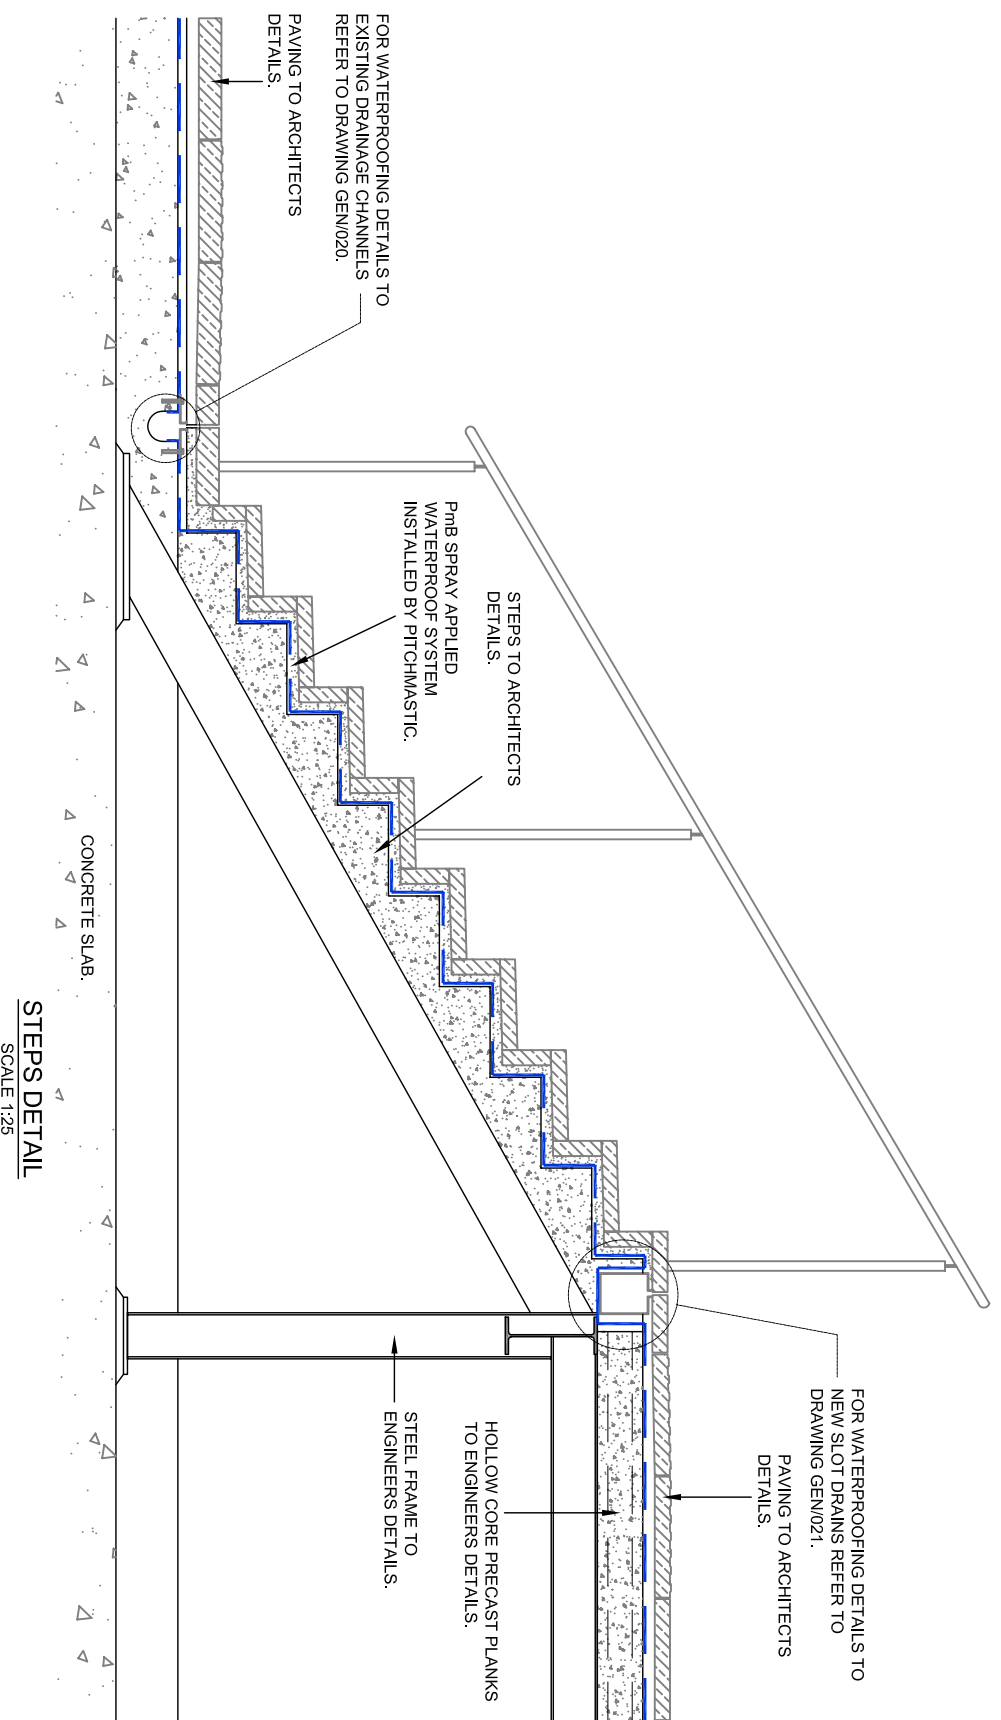 FOR WATERPROOFING DETAILS TO
EXISTING DRAINAGE CHANNELS
REFER TO DRAWING GEN/020.
PAVING TO ARCHITECTS
DETAILS.
PmB SPRAY APPLIED
WATERPROOF SYSTEM
INSTALLED BY PITCHMASTIC.
STEPS TO ARCHITECTS
DETAILS.
FOR WATERPROOFING DETAILS TO
NEW SLOT DRAINS REFER TO
DRAWING GEN/021.
PAVING TO ARCHITECTS
DETAILS.
HOLLOW CORE PRECAST PLANKS
TO ENGINEERS DETAILS.
STEEL FRAME TO
ENGINEERS DETAILS.
CONCRETE SLAB.
STEPS DETAIL
SCALE 1:25